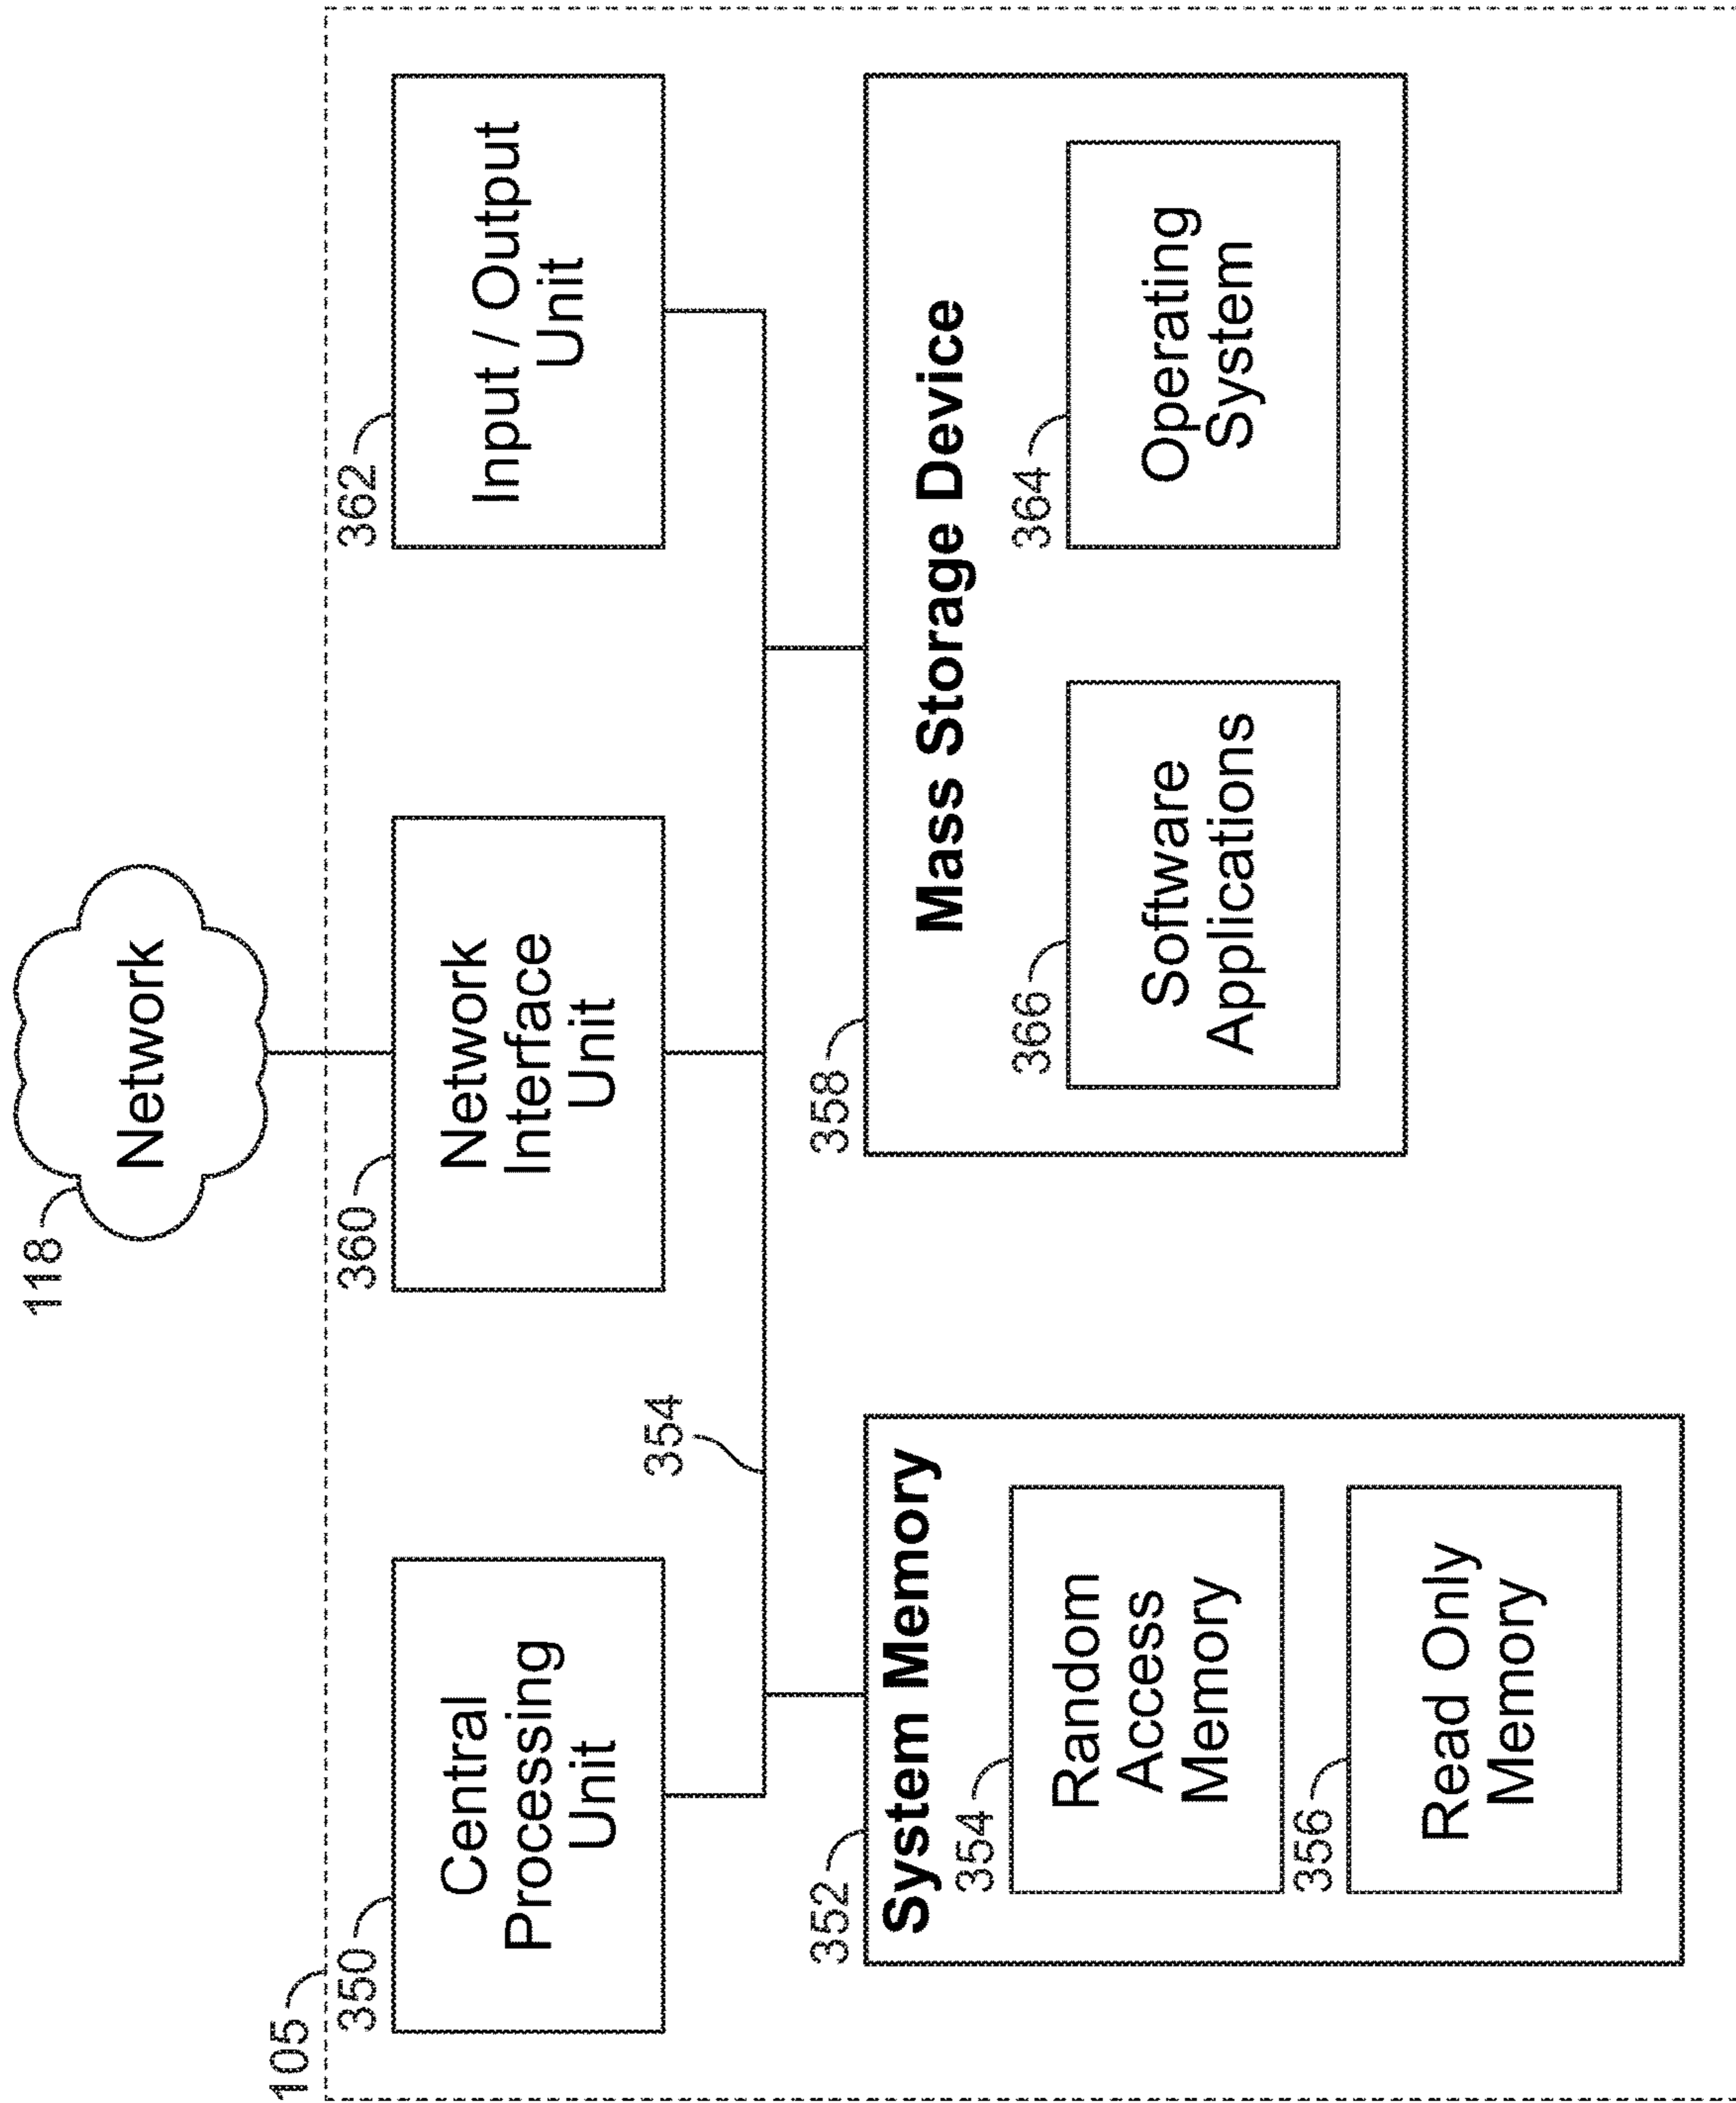 118
Network
105
350
Central
Processing
Unit
360
Network
Interface
Unit
362
Input / Output
Unit
354
352
System Memory
354
Random
Access
Memory
356
Read Only
Memory
358
Mass Storage Device
366
Software
Applications
364
Operating
System